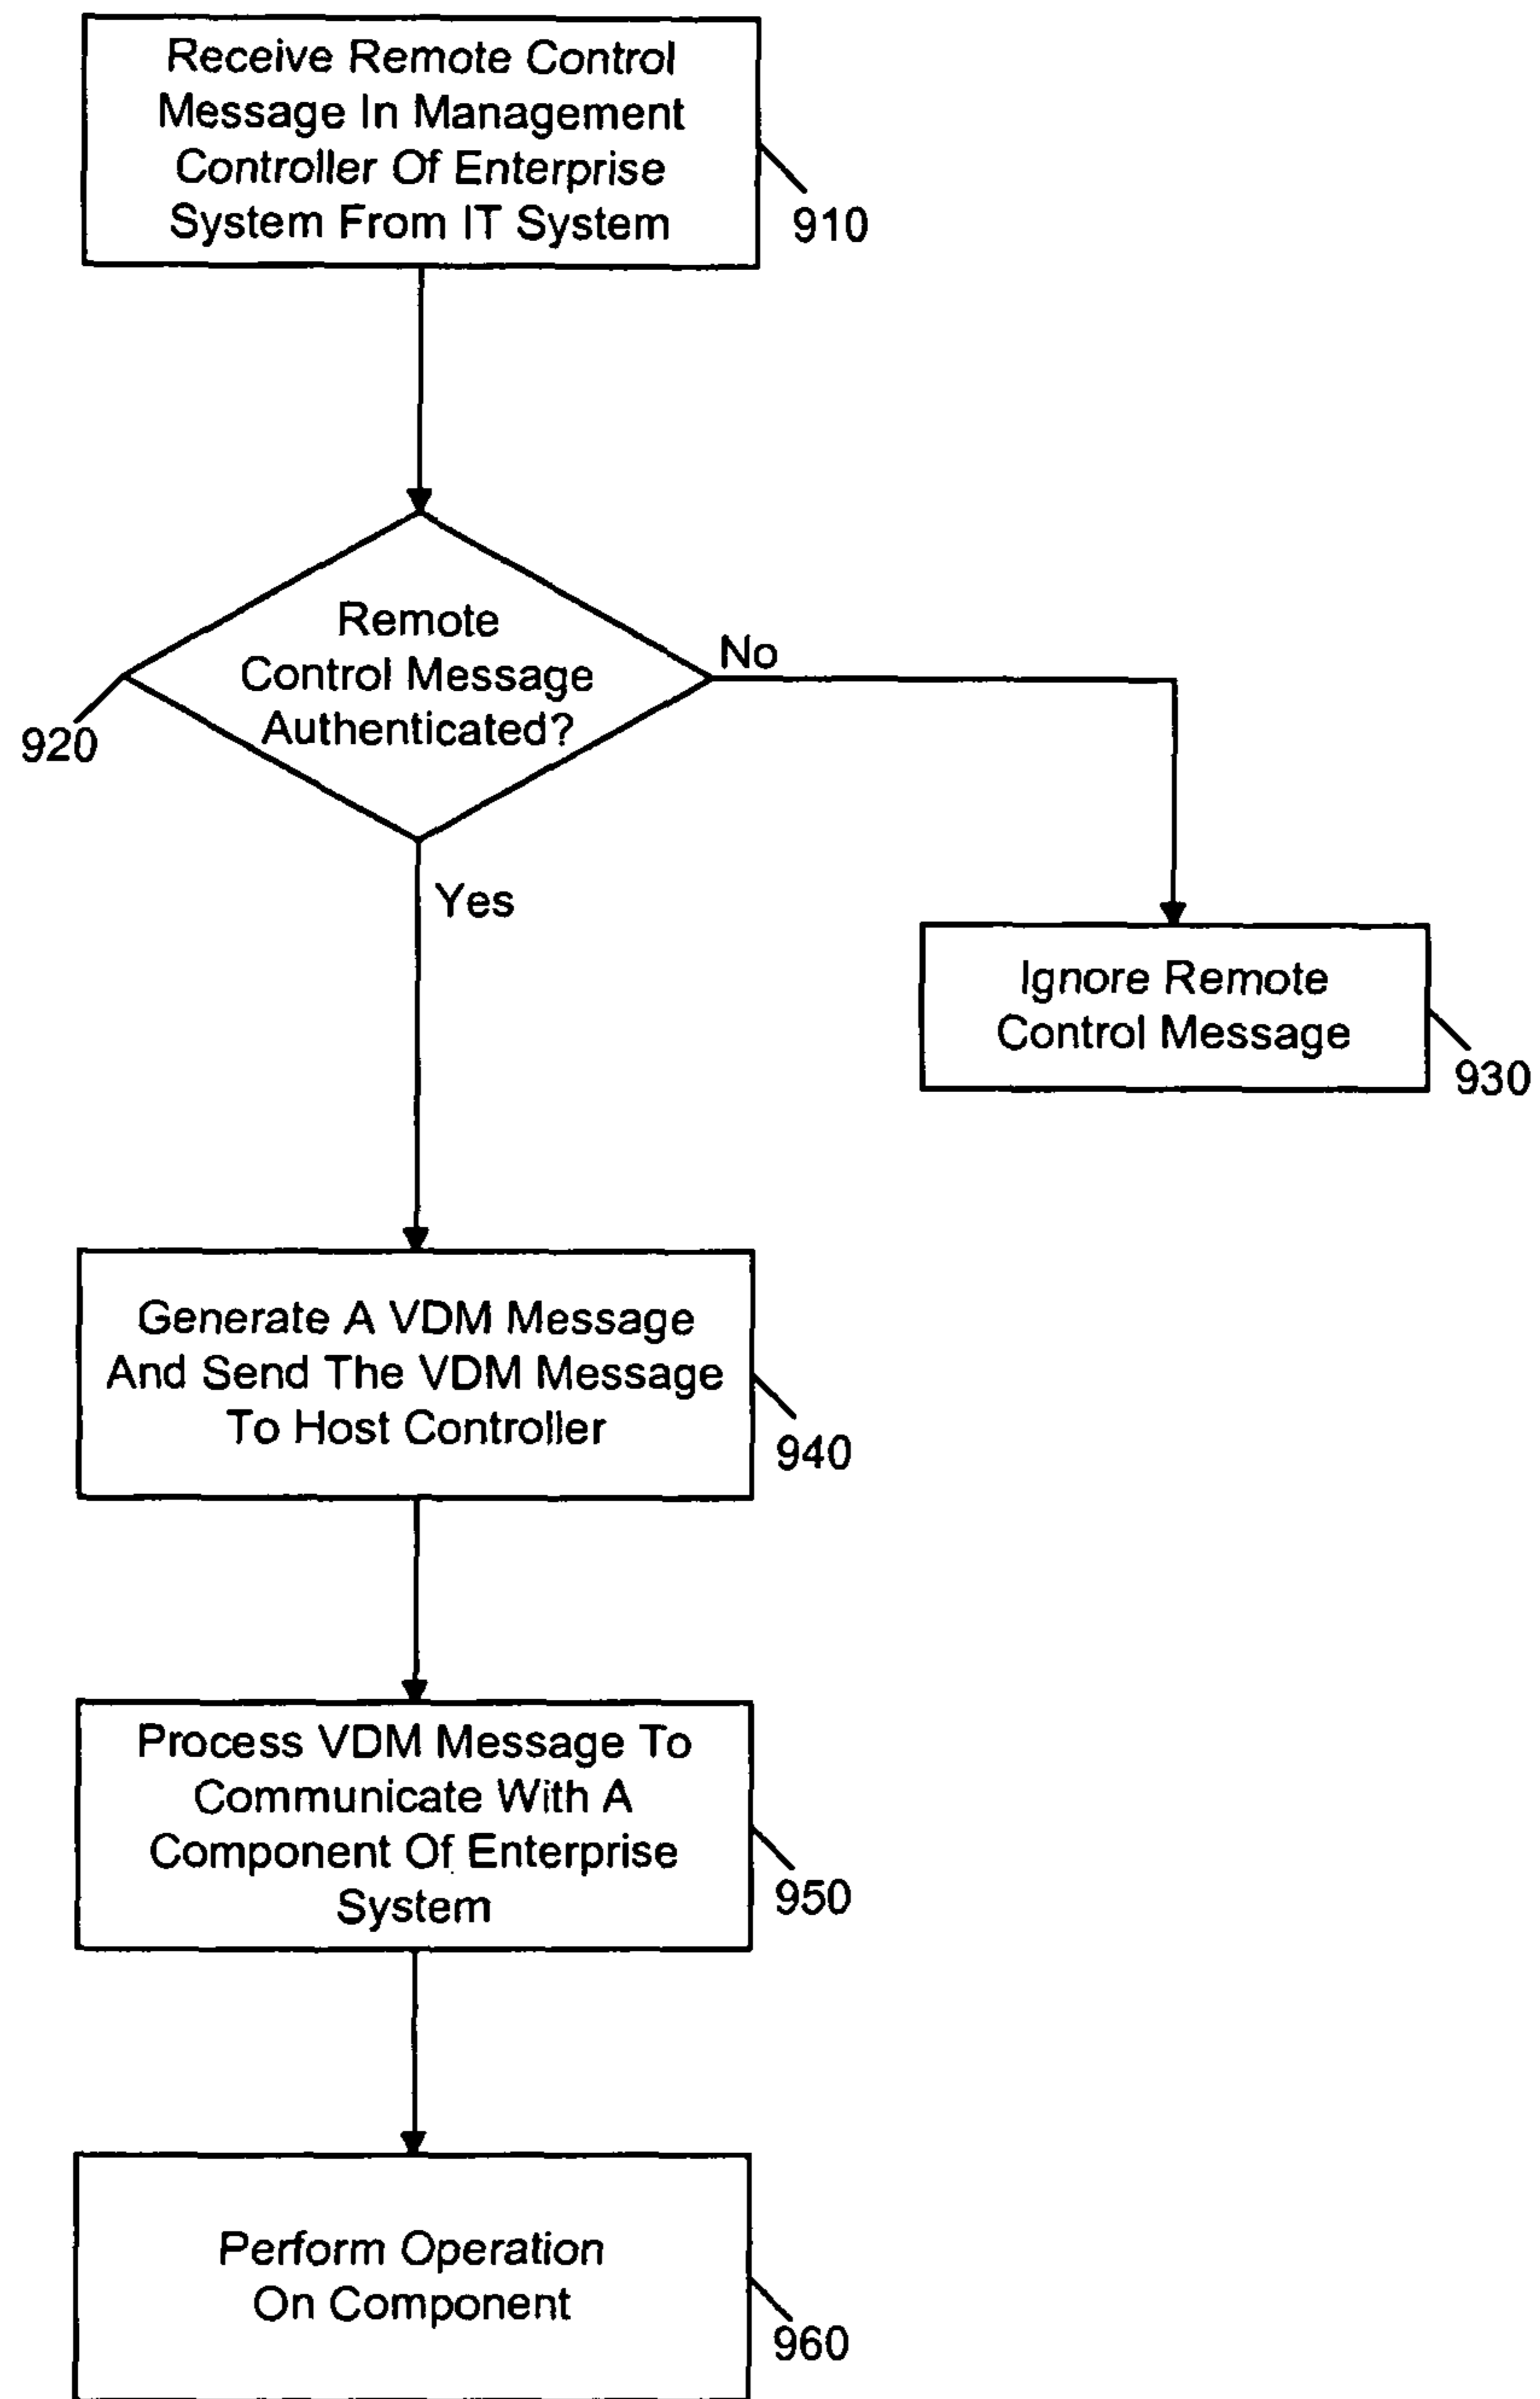 Receive Remote Control
Message In Management
Controller Of Enterprise
System From IT System
910
Remote
Control Message
Authenticated?
No
920
Yes
Ignore Remote
Control Message
930
Generate A VDM Message
And Send The VDM Message
To Host Controller
940
Process VDM Message To
Communicate With A
Component Of Enterprise
System
950
Perform Operation
On Component
960